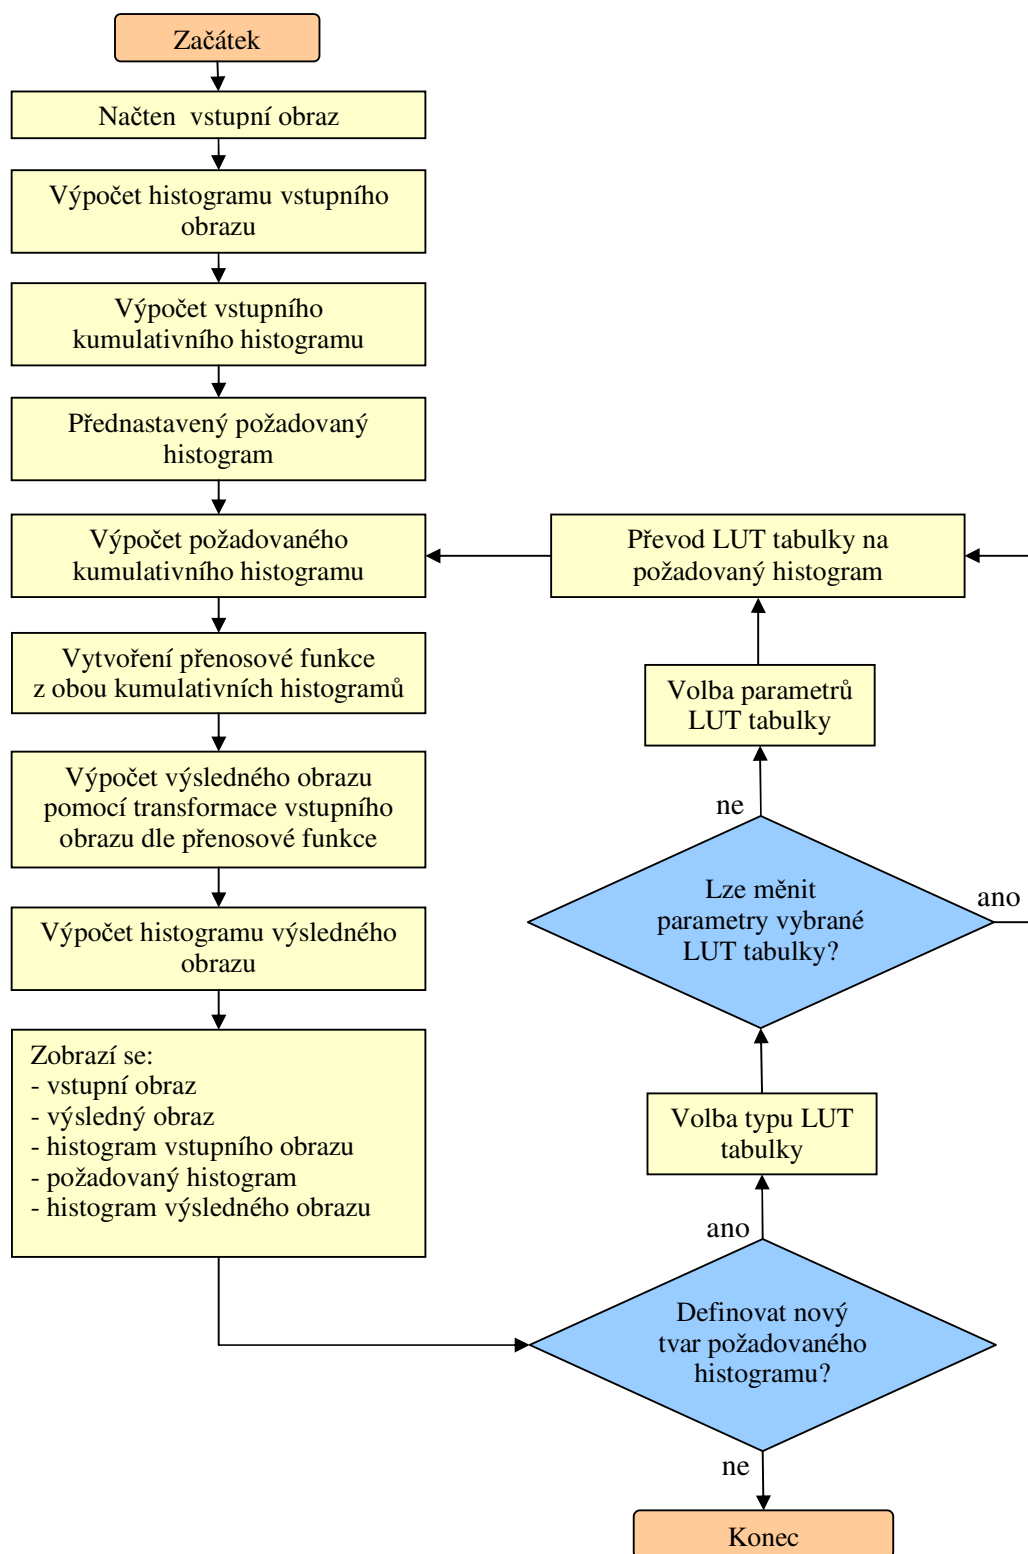 Začátek
Načten  vstupní obraz
Výpočet histogramu vstupního
obrazu
Výpočet vstupního
kumulativního histogramu
Přednastavený požadovaný
histogram
Výpočet požadovaného
kumulativního histogramu
Vytvoření přenosové funkce
z obou kumulativních histogramů
Výpočet výsledného obrazu
pomocí transformace vstupního
obrazu dle přenosové funkce
Výpočet histogramu výsledného
obrazu
Zobrazí se:
- vstupní obraz
- výsledný obraz
- histogram vstupního obrazu
- požadovaný histogram
- histogram výsledného obrazu
Převod LUT tabulky na
požadovaný histogram
Volba parametrů
LUT tabulky
ne
Lze měnit
parametry vybrané
LUT tabulky?
ano
Volba typu LUT
tabulky
ano
Definovat nový
tvar požadovaného
histogramu?
ne
Konec